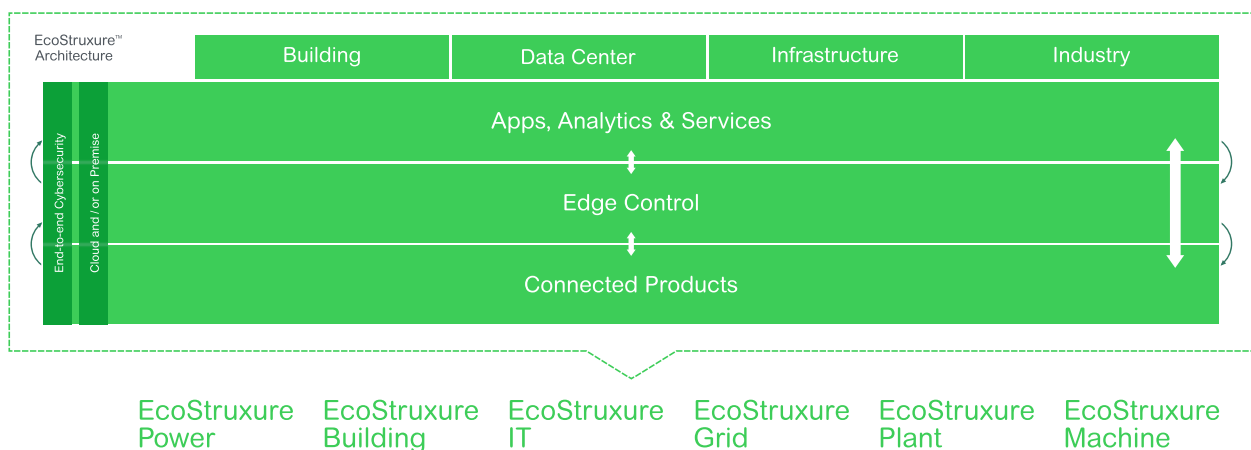 EcoStruxure™
Architecture
Building
Data Center
Infrastructure
Industry
End-to-end Cybersecurity
Cloud and / or on Premise
Apps, Analytics & Services
Edge Control
Connected Products
EcoStruxure
Power
EcoStruxure
Building
EcoStruxure
IT
EcoStruxure
Grid
EcoStruxure
Plant
EcoStruxure
Machine